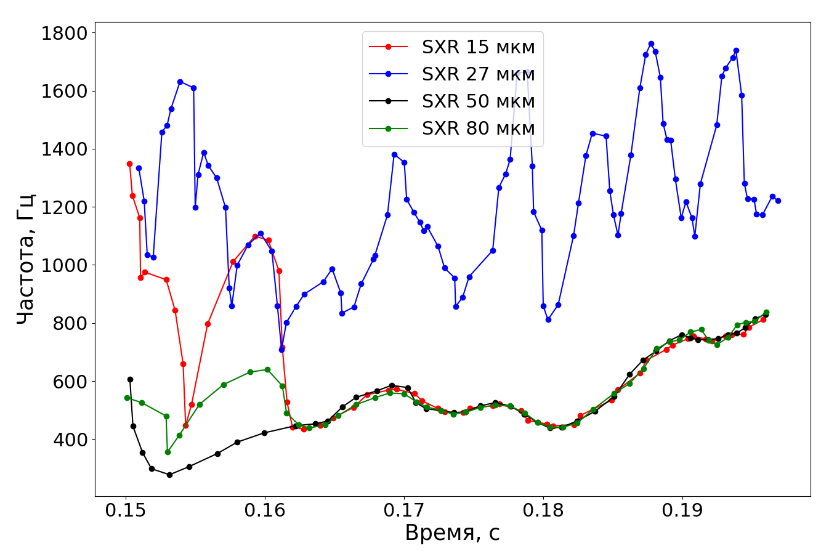 SXR 15 мкм
SXR 27 мкм
SXR 50 мкм
SXR 80 мкм
1800
1600
1400
1200
1000
800
600
400
Частота, Гц
0.15 0.16 0.17 0.18 0.19
Время, с